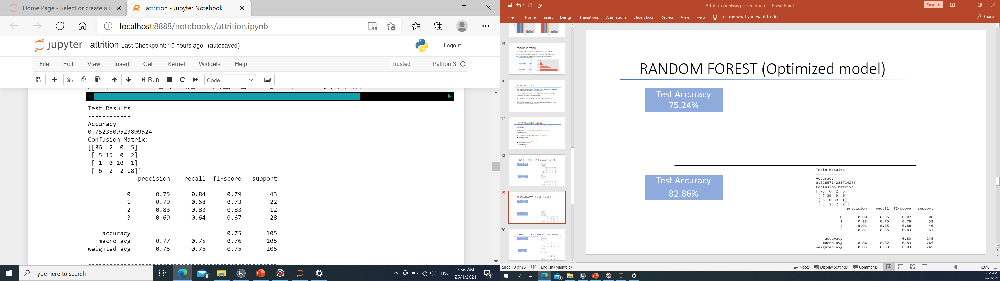 Home Page - Select or create a n
attrition - Jupyter Notebook
localhost:8888/notebooks/attrition.ipynb
jupyter attrition Last Checkpoint: 10 hours ago (autosaved)
Logout
File Edit View Insert Cell Kernel Widgets Help
Trusted
Python 3
Run
Code
Test Results
------------
Accuracy
0.7523809523809524
Confusion Matrix:
[[36 2 0 5]
[ 5 15 0 2]
[ 1 0 10 1]
[ 6 2 2 18]]
precision recall f1-score support
0 0.75 0.84 0.79 43
1 0.79 0.68 0.73 22
2 0.83 0.83 0.83 12
3 0.69 0.64 0.67 28
accuracy 0.75 105
macro avg 0.77 0.75 0.76 105
weighted avg 0.75 0.75 0.75 105
Type here to search
8
ENG
7:56 AM
26/1/2021
1
Attrition Analysis presentation - PowerPoint
Sign in
File Home Insert Design Transitions Animations Slide Show Review View Help Tell me what you want to do
Share
15
FEATURE SELECTION
16
MODEL BUILDING
17
HYPERPARAMETER TUNING
18
LOGISTIC REGRESSION (Optimized model)
19
RANDOM FOREST (Optimized model)
20
SUPPORT VECTOR MACHINE (Optimized model)
RANDOM FOREST (Optimized model)
Test Accuracy
75.24%
Test Accuracy
82.86%
Train Results
------------
Accuracy
0.8285714285714286
Confusion Matrix:
[[73 6 2 5]
[ 7 39 0 6]
[ 6 0 39 1]
[ 5 2 2 52]]
precision recall f1-score support
0 0.80 0.85 0.82 86
1 0.83 0.75 0.79 52
2 0.91 0.85 0.88 46
3 0.81 0.85 0.83 61
accuracy 0.83 245
macro avg 0.84 0.82 0.83 245
weighted avg 0.83 0.83 0.83 245
Slide 19 of 26
English (Malaysia)
Notes
Display Settings
Comments
120%
8
ENG
7:56 AM
26/1/2021